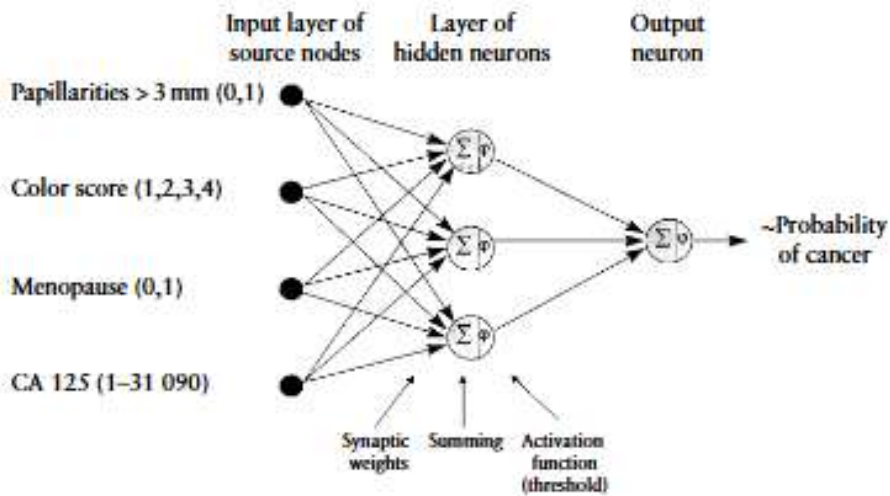 Input layer of
source nodes
Layer of
hidden neurons
Output
neuron
Papillarities > 3 mm (0,1)
Color score (1,2,3,4)
Menopause (0,1)
CA 125 (1–31 090)
Σ φ
Σ φ
Σ φ
Σ φ
~Probability
of cancer
Synaptic
weights
Summing
Activation
function
(threshold)